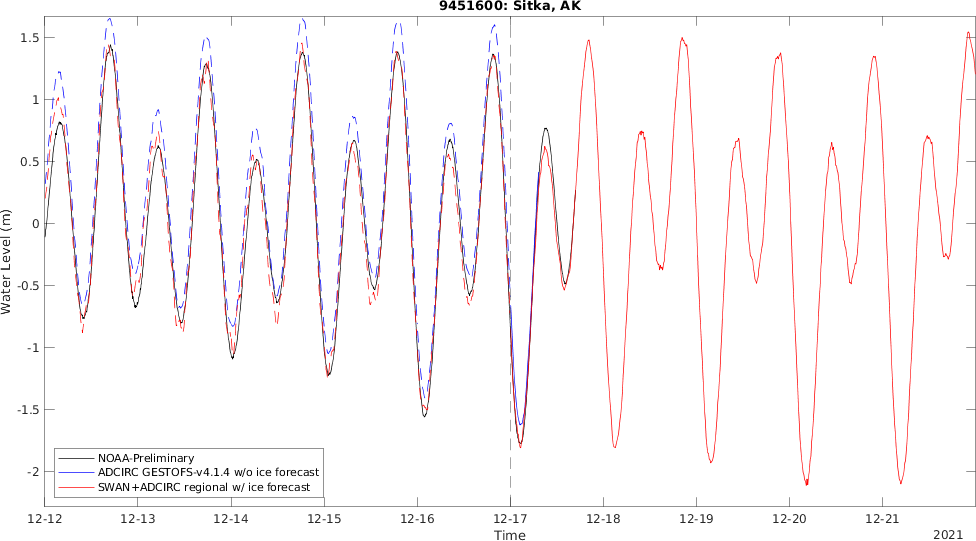 9451600: Sitka, AK
1.5
1
0.5
0
-0.5
-1
-1.5
-2
Water Level (m)
NOAA-Preliminary
ADCIRC GESTOFS-v4.1.4 w/o ice forecast
SWAN+ADCIRC regional w/ ice forecast
12-12 12-13 12-14 12-15 12-16 12-17 12-18 12-19 12-20 12-21
Time
2021